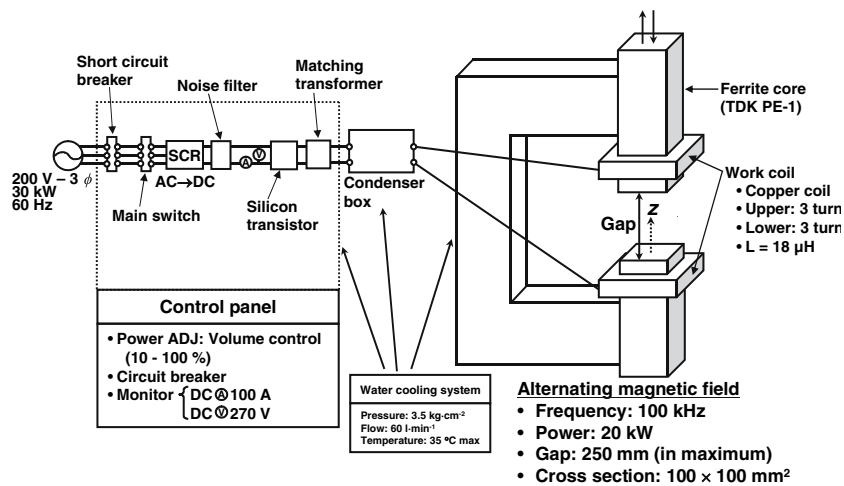 Short circuit
breaker
Noise filter
Matching
transformer
SCR
V
A
200 V – 3 ϕ
30 kW
60 Hz
Main switch
AC→DC
Silicon
transistor
Condenser
box
Ferrite core
(TDK PE-1)
Work coil
• Copper coil
• Upper: 3 turn
• Lower: 3 turn
• L = 18 µH
Gap
z
Control panel
• Power ADJ: Volume control
(10 - 100 %)
• Circuit breaker
• Monitor { DC Ⓐ 100 A
DC Ⓥ 270 V
Water cooling system
Pressure: 3.5 kg·cm⁻²
Flow: 60 l·min⁻¹
Temperature: 35 ºC max
Alternating magnetic field
• Frequency: 100 kHz
• Power: 20 kW
• Gap: 250 mm (in maximum)
• Cross section: 100 × 100 mm²